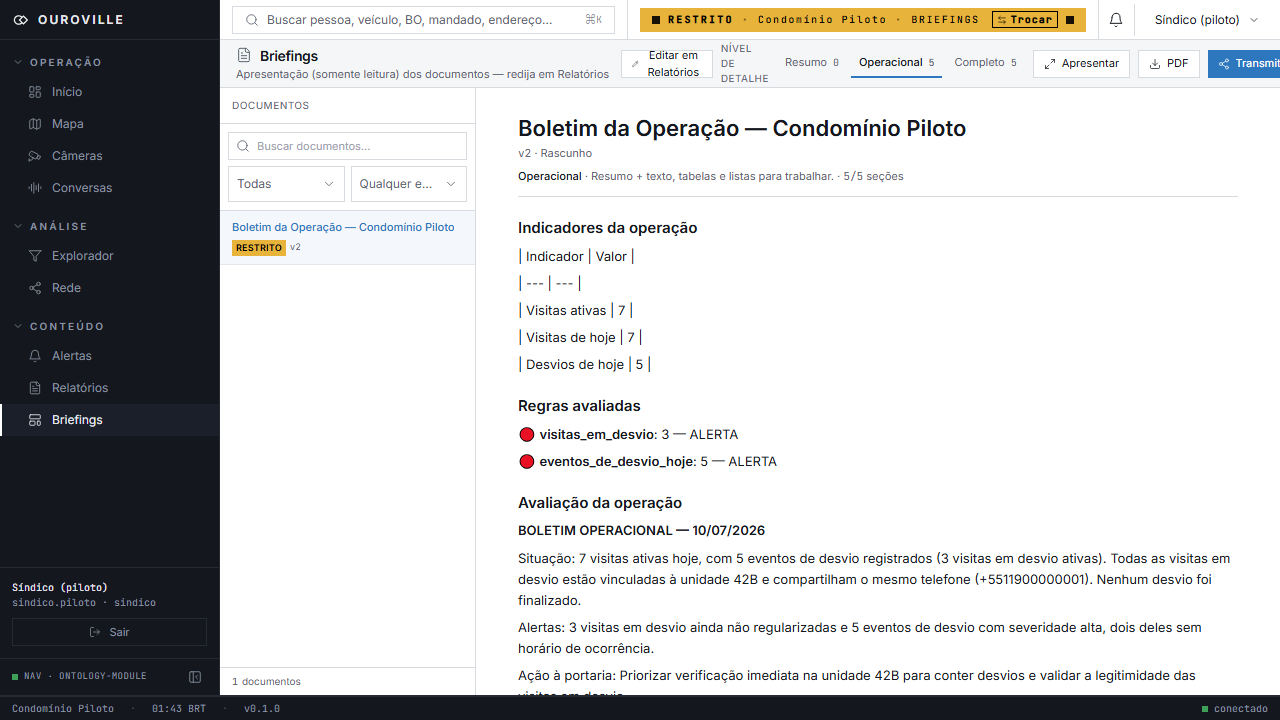 OUROVILLE
Buscar pessoa, veículo, BO, mandado, endereço... ⌘K
RESTRITO · Condomínio Piloto · BRIEFINGS Trocar
Síndico (piloto)
OPERAÇÃO
Início
Mapa
Câmeras
Conversas
ANÁLISE
Explorador
Rede
CONTEÚDO
Alertas
Relatórios
Briefings
Síndico (piloto)
sindico.piloto · sindico
Sair
NAV · ONTOLOGY-MODULE
Briefings
Apresentação (somente leitura) dos documentos — redija em Relatórios
Editar em
Relatórios
NÍVEL
DE
DETALHE
Resumo 0
Operacional 5
Completo 5
Apresentar
PDF
Transmit
DOCUMENTOS
Buscar documentos...
Todas
Qualquer e...
Boletim da Operação — Condomínio Piloto
RESTRITO v2
1 documentos
Boletim da Operação — Condomínio Piloto
v2 · Rascunho
Operacional · Resumo + texto, tabelas e listas para trabalhar. · 5/5 seções
Indicadores da operação
| Indicador | Valor |
| --- | --- |
| Visitas ativas | 7 |
| Visitas de hoje | 7 |
| Desvios de hoje | 5 |
Regras avaliadas
visitas_em_desvio: 3 — ALERTA
eventos_de_desvio_hoje: 5 — ALERTA
Avaliação da operação
BOLETIM OPERACIONAL — 10/07/2026
Situação: 7 visitas ativas hoje, com 5 eventos de desvio registrados (3 visitas em desvio ativas). Todas as visitas em
desvio estão vinculadas à unidade 42B e compartilham o mesmo telefone (+5511900000001). Nenhum desvio foi
finalizado.
Alertas: 3 visitas em desvio ainda não regularizadas e 5 eventos de desvio com severidade alta, dois deles sem
horário de ocorrência.
Ação à portaria: Priorizar verificação imediata na unidade 42B para conter desvios e validar a legitimidade das
visitas em desvio.
Condomínio Piloto · 01:43 BRT · v0.1.0
conectado